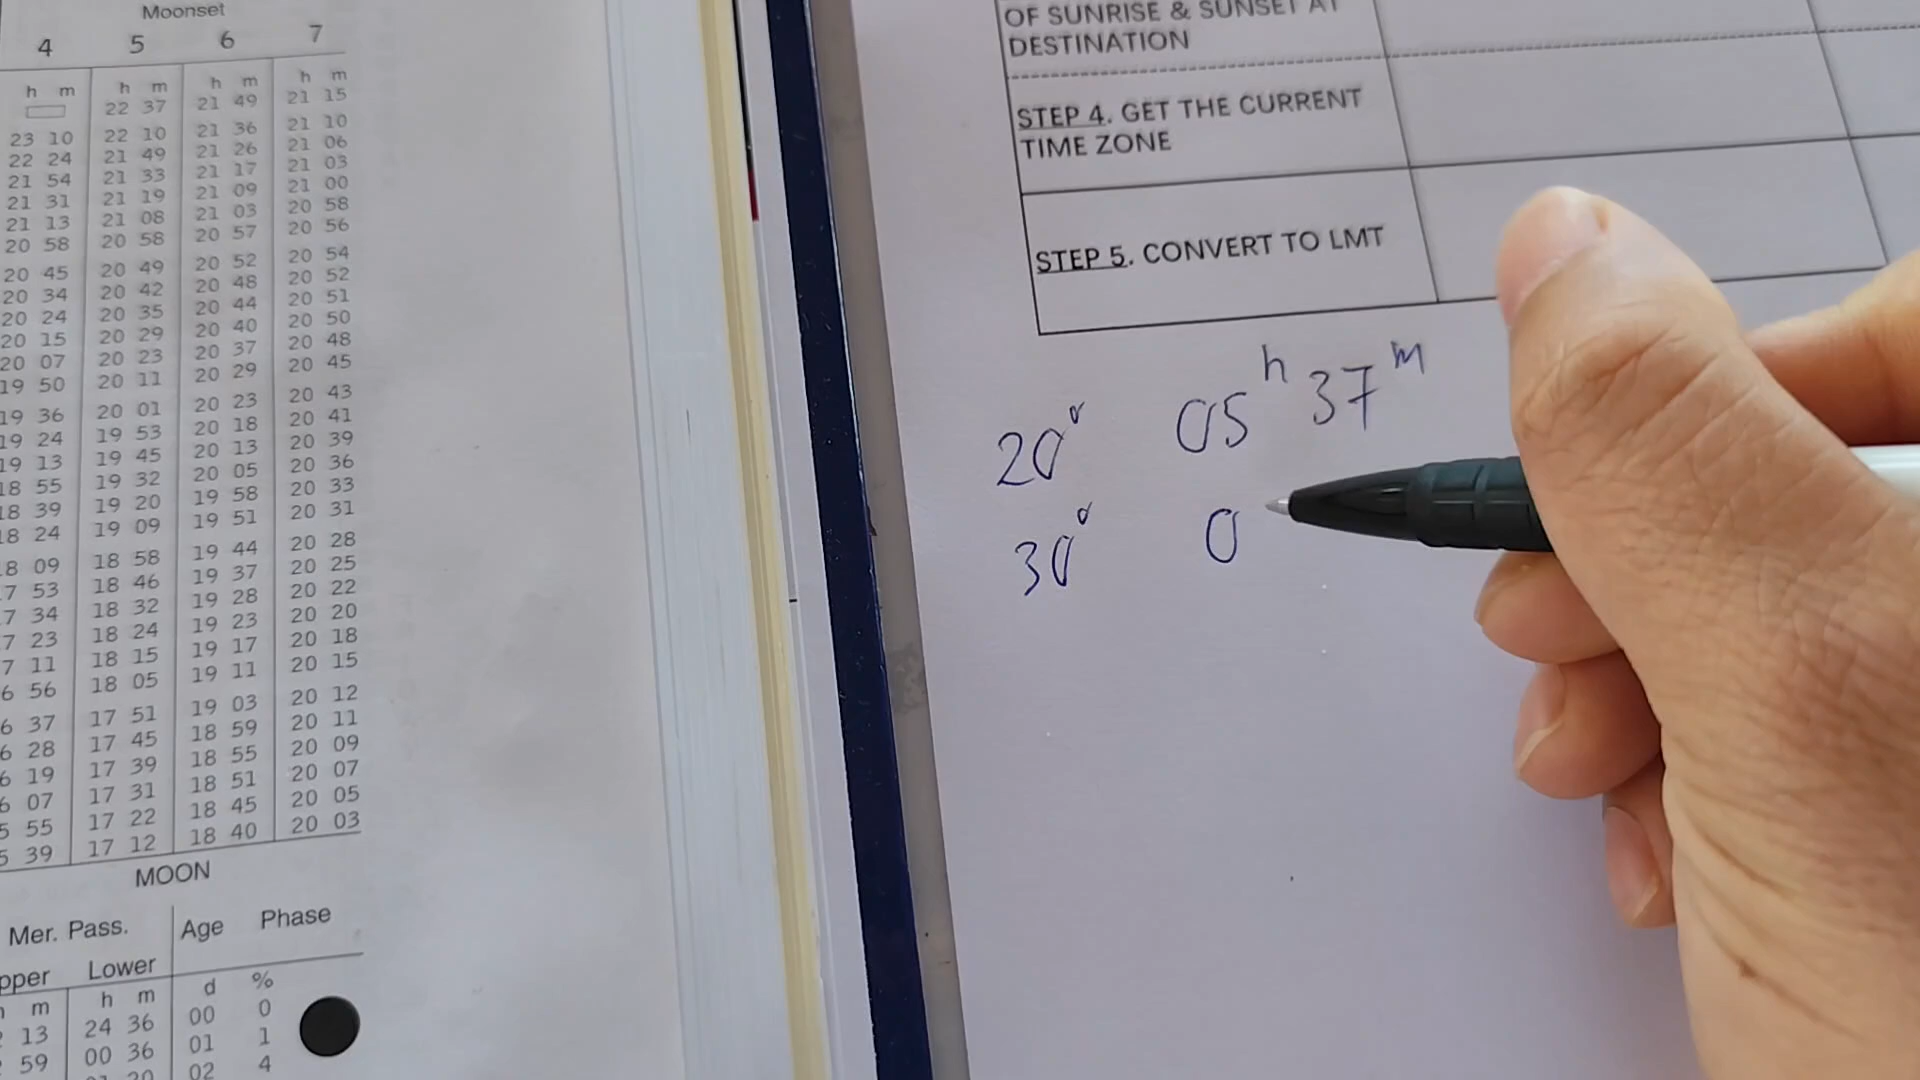 Moonset
4 5 6 7
h m h m h m h m
22 37 21 49 21 15
23 10 22 10 21 36 21 10
22 24 21 49 21 26 21 06
21 54 21 33 21 17 21 03
21 31 21 19 21 09 21 00
21 13 21 08 21 03 20 58
20 58 20 58 20 57 20 56
20 45 20 49 20 52 20 54
20 34 20 42 20 48 20 52
20 24 20 35 20 44 20 51
20 15 20 29 20 40 20 50
20 07 20 23 20 37 20 48
19 50 20 11 20 29 20 45
19 36 20 01 20 23 20 43
19 24 19 53 20 18 20 41
19 13 19 45 20 13 20 39
18 55 19 32 20 05 20 36
18 39 19 20 19 58 20 33
18 24 19 09 19 51 20 31
8 09 18 58 19 44 20 28
7 53 18 46 19 37 20 25
7 34 18 32 19 28 20 22
7 23 18 24 19 23 20 20
7 11 18 15 19 17 20 18
6 56 18 05 19 11 20 15
6 37 17 51 19 03 20 12
6 28 17 45 18 59 20 11
6 19 17 39 18 55 20 09
6 07 17 31 18 51 20 07
5 55 17 22 18 45 20 05
5 39 17 12 18 40 20 03
MOON
Mer. Pass. Age Phase
pper Lower
m h m d %
13 24 36 00 0
59 00 36 01 1
02 4
OF SUNRISE & SUNSET AT
DESTINATION
STEP 4. GET THE CURRENT
TIME ZONE
STEP 5. CONVERT TO LMT
20° 05h 37m
30° 0